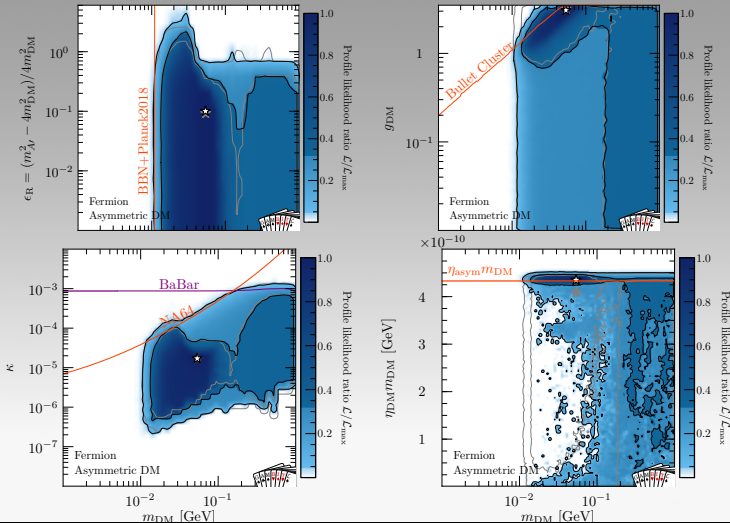 ϵ_R = (m²_A′ − 4m²_DM)/4m²_DM
10⁰
10⁻¹
10⁻²
BBN+Planck2018
Fermion
Asymmetric DM
1.0
0.8
0.6
0.4
0.2
Profile likelihood ratio ℒ/ℒ_max
g_DM
1
10⁻¹
Bullet Cluster
Fermion
Asymmetric DM
1.0
0.8
0.6
0.4
0.2
Profile likelihood ratio ℒ/ℒ_max
κ
10⁻³
10⁻⁴
10⁻⁵
10⁻⁶
10⁻⁷
BaBar
NA64
Fermion
Asymmetric DM
10⁻² 10⁻¹
m_DM [GeV]
1.0
0.8
0.6
0.4
0.2
Profile likelihood ratio ℒ/ℒ_max
×10⁻¹⁰
η_DM m_DM [GeV]
4
3
2
1
η_asym m_DM
Fermion
Asymmetric DM
10⁻² 10⁻¹
m_DM [GeV]
1.0
0.8
0.6
0.4
0.2
Profile likelihood ratio ℒ/ℒ_max